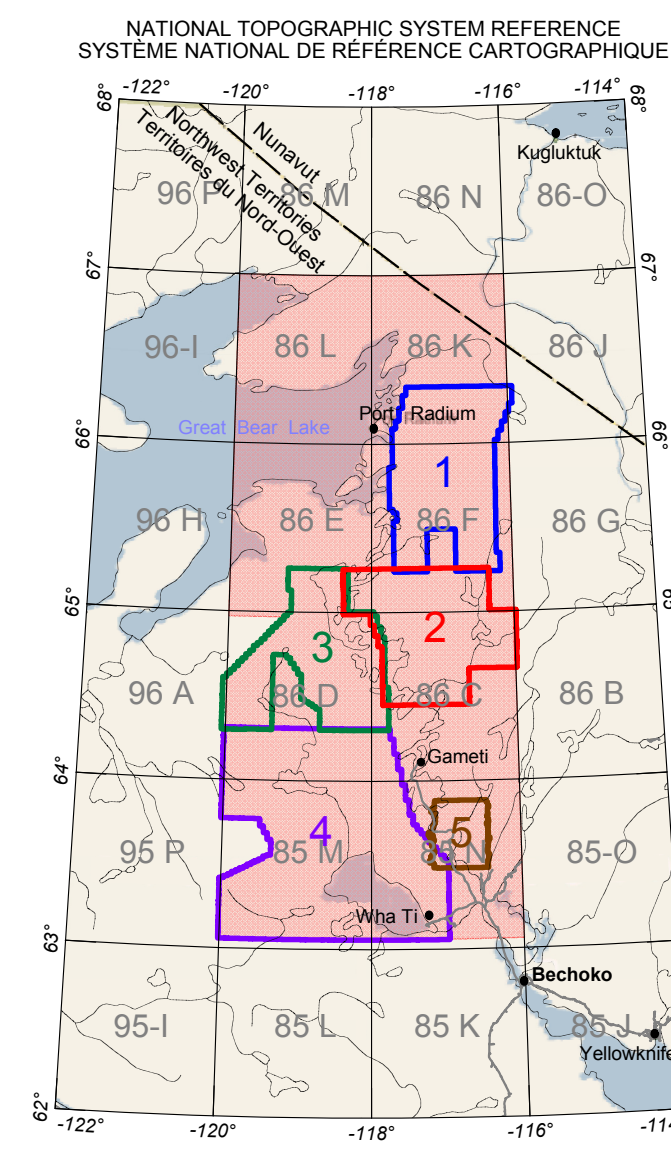 NATIONAL TOPOGRAPHIC SYSTEM REFERENCE
SYSTÈME NATIONAL DE RÉFÉRENCE CARTOGRAPHIQUE
-122° -120° -118° -116° -114°
68° 68°
Kugluktuk
Nunavut
Northwest Territories
Territoires du Nord-Ouest
96 P 86 M 86 N 86-O
67° 67°
96-I 86 L 86 K 86 J
Port Radium
Great Bear Lake
66° 66°
1
96 H 86 E 86 F 86 G
65°
2
3
96 A 86 D 86 C 86 B
Gameti
64°
4 5
95 P 85 M 85 N 85-O
Wha Ti
63°
Bechoko
95-I 85 L 85 K 85 J
Yellowknife
62°
-122° -120° -118° -116°